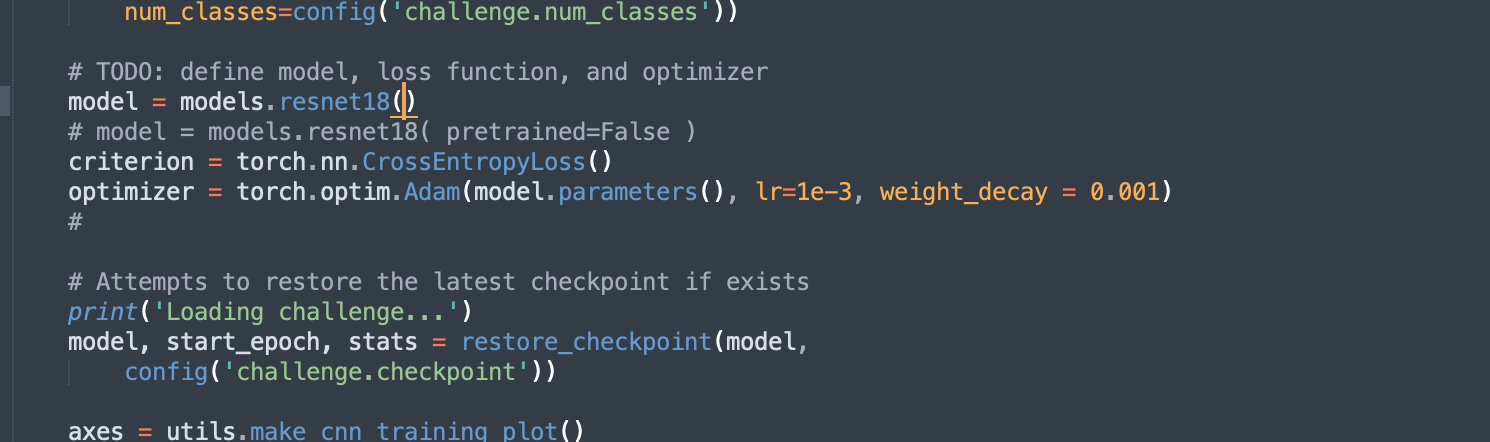 num_classes=config('challenge.num_classes'))
# TODO: define model, loss function, and optimizer
model = models.resnet18()
# model = models.resnet18( pretrained=False )
criterion = torch.nn.CrossEntropyLoss()
optimizer = torch.optim.Adam(model.parameters(), lr=1e-3, weight_decay = 0.001)
#
# Attempts to restore the latest checkpoint if exists
print('Loading challenge...')
model, start_epoch, stats = restore_checkpoint(model,
config('challenge.checkpoint'))
axes = utils.make_cnn_training_plot()